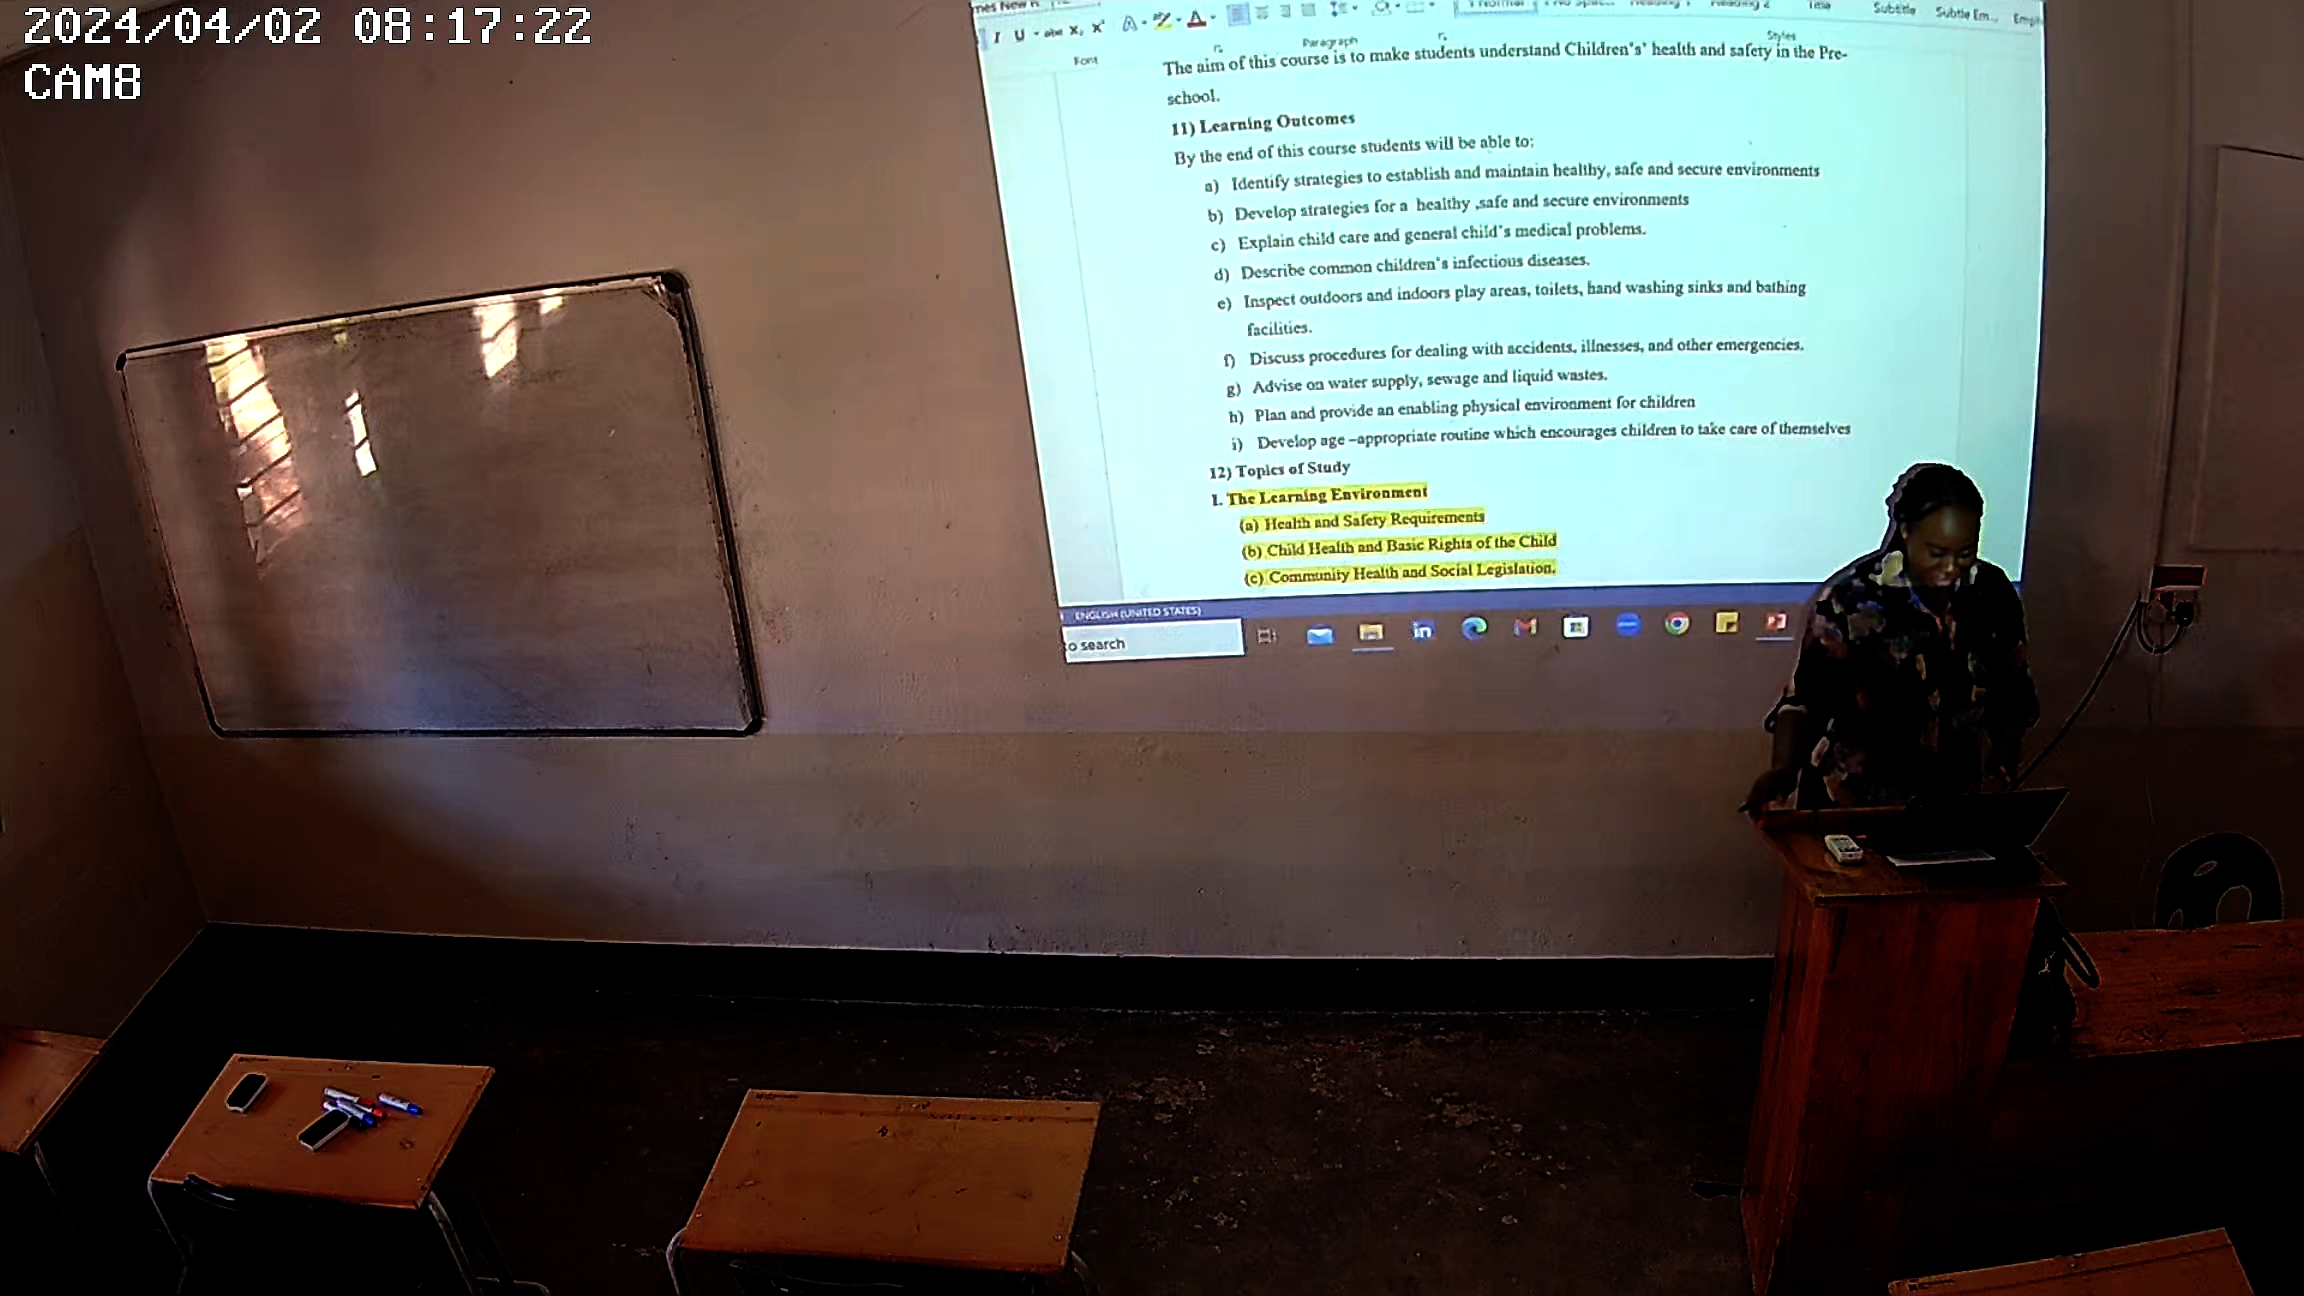 2024/04/02 08:17:22
CAM8
Subtitle Subtle Em...
Font Paragraph Styles
The aim of this course is to make students understand Children's' health and safety in the Pre-
school.
11) Learning Outcomes
By the end of this course students will be able to:
a) Identify strategies to establish and maintain healthy, safe and secure environments
b) Develop strategies for a healthy ,safe and secure environments
c) Explain child care and general child's medical problems.
d) Describe common children's infectious diseases.
e) Inspect outdoors and indoors play areas, toilets, hand washing sinks and bathing
facilities.
f) Discuss procedures for dealing with accidents, illnesses, and other emergencies.
g) Advise on water supply, sewage and liquid wastes.
h) Plan and provide an enabling physical environment for children
i) Develop age –appropriate routine which encourages children to take care of themselves
12) Topics of Study
1. The Learning Environment
(a) Health and Safety Requirements
(b) Child Health and Basic Rights of the Child
(c) Community Health and Social Legislation.
ENGLISH (UNITED STATES)
to search